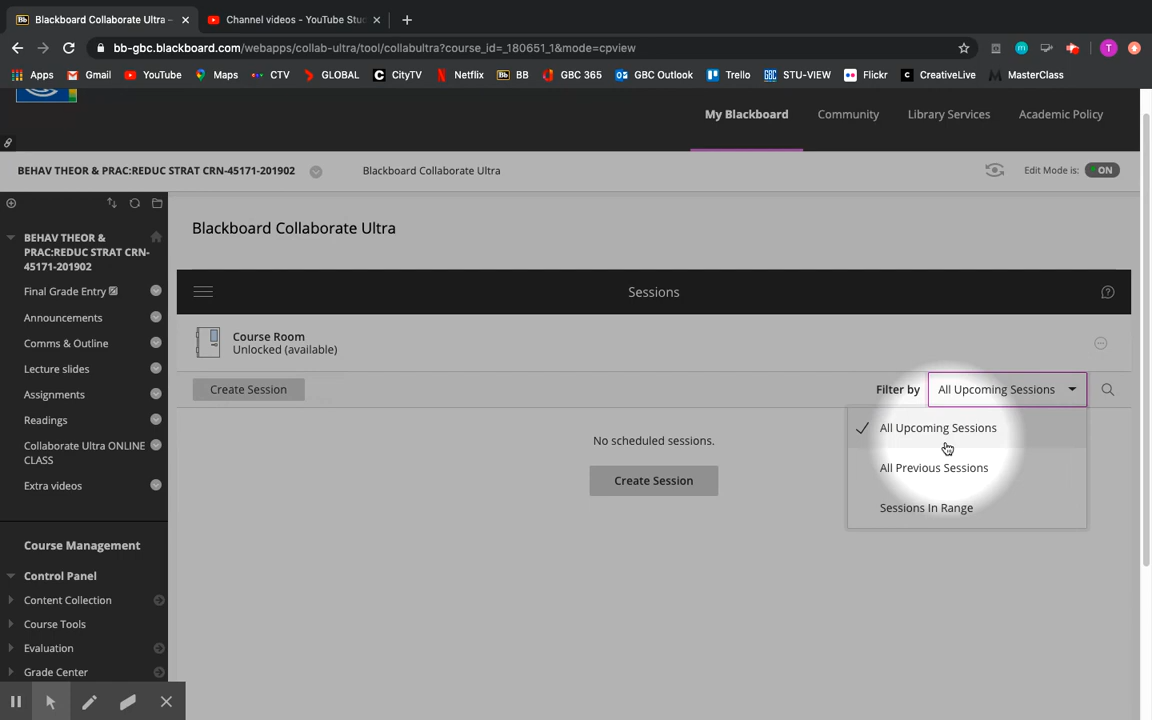 Bb Blackboard Collaborate Ultra –
Channel videos - YouTube Stu
bb-gbc.blackboard.com/webapps/collab-ultra/tool/collabultra?course_id=_180651_1&mode=cpview
T
Apps Gmail YouTube Maps CTV GLOBAL C CityTV Netflix Bb BB GBC 365 GBC Outlook Trello GBC STU-VIEW Flickr c CreativeLive MasterClass
My Blackboard Community Library Services Academic Policy
BEHAV THEOR & PRAC:REDUC STRAT CRN-45171-201902 Blackboard Collaborate Ultra Edit Mode is: ON
BEHAV THEOR &
PRAC:REDUC STRAT CRN-
45171-201902
Final Grade Entry
Announcements
Comms & Outline
Lecture slides
Assignments
Readings
Collaborate Ultra ONLINE
CLASS
Extra videos
Course Management
Control Panel
Content Collection
Course Tools
Evaluation
Grade Center
Blackboard Collaborate Ultra
Sessions
Course Room
Unlocked (available)
Create Session
Filter by All Upcoming Sessions
All Upcoming Sessions
All Previous Sessions
Sessions In Range
No scheduled sessions.
Create Session